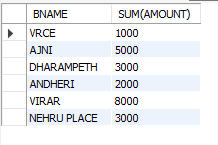 BNAME SUM(AMOUNT)
VRCE 1000
AJNI 5000
DHARAMPETH 3000
ANDHERI 2000
VIRAR 8000
NEHRU PLACE 3000